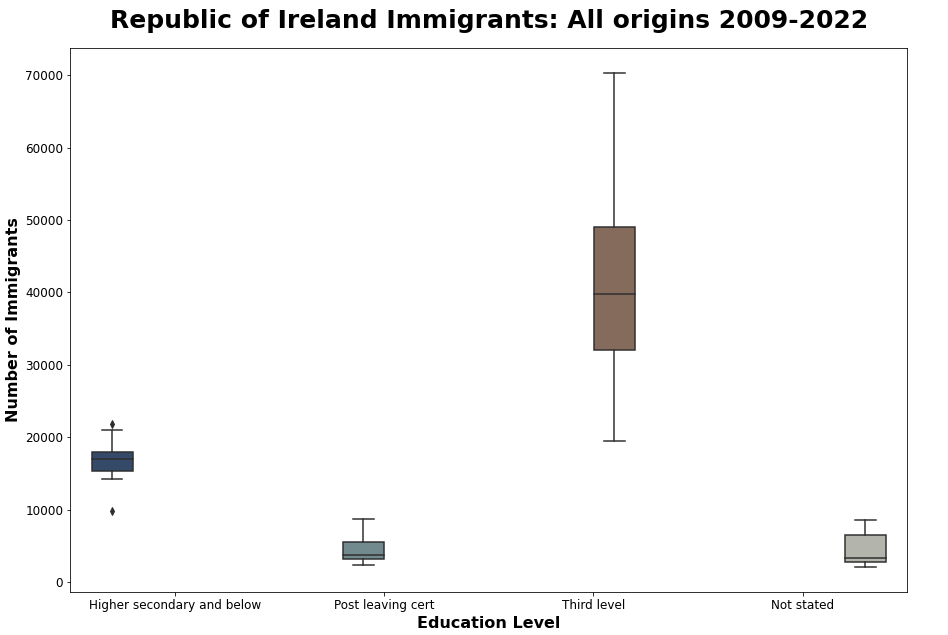 Republic of Ireland Immigrants: All origins 2009-2022
Number of Immigrants
70000
60000
50000
40000
30000
20000
10000
0
Higher secondary and below
Post leaving cert
Third level
Not stated
Education Level